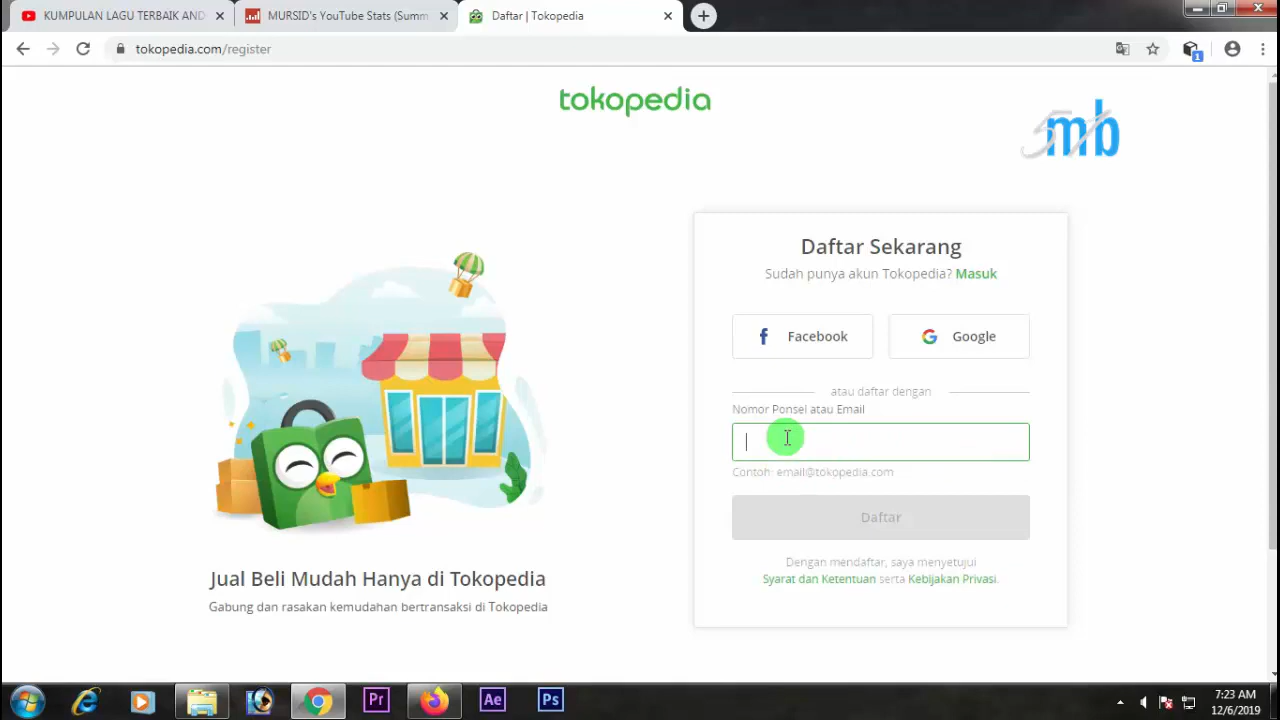 KUMPULAN LAGU TERBAIK AND
MURSID's YouTube Stats (Summ
Daftar | Tokopedia
tokopedia.com/register
1
tokopedia
mb
Daftar Sekarang
Sudah punya akun Tokopedia? Masuk
Facebook
Google
atau daftar dengan
Nomor Ponsel atau Email
Contoh: email@tokopedia.com
Daftar
Dengan mendaftar, saya menyetujui
Syarat dan Ketentuan serta Kebijakan Privasi.
Jual Beli Mudah Hanya di Tokopedia
Gabung dan rasakan kemudahan bertransaksi di Tokopedia
Pr
Ae
Ps
7:23 AM
12/6/2019